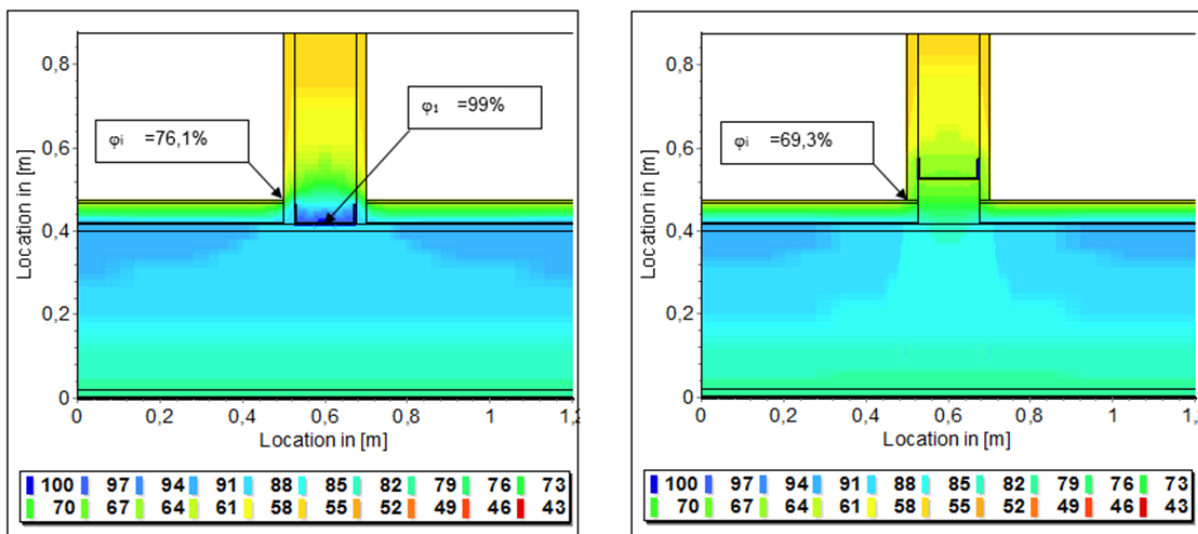 φ₁ =99%
φi =76,1%
0,8
0,6
0,4
0,2
0
Location in [m]
0 0,2 0,4 0,6 0,8 1 1,2
Location in [m]
100 97 94 91 88 85 82 79 76 73
70 67 64 61 58 55 52 49 46 43
φi =69,3%
0,8
0,6
0,4
0,2
0
Location in [m]
0 0,2 0,4 0,6 0,8 1
Location in [m]
100 97 94 91 88 85 82 79 76 73
70 67 64 61 58 55 52 49 46 43